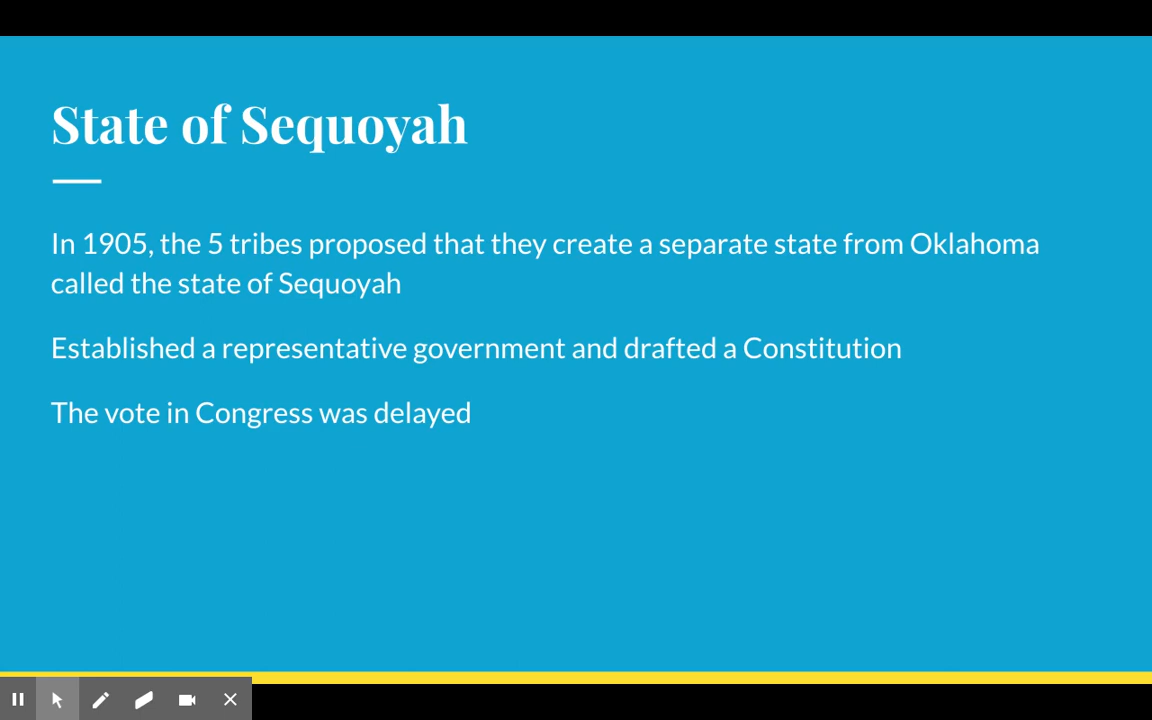 State of Sequoyah
In 1905, the 5 tribes proposed that they create a separate state from Oklahoma
called the state of Sequoyah
Established a representative government and drafted a Constitution
The vote in Congress was delayed